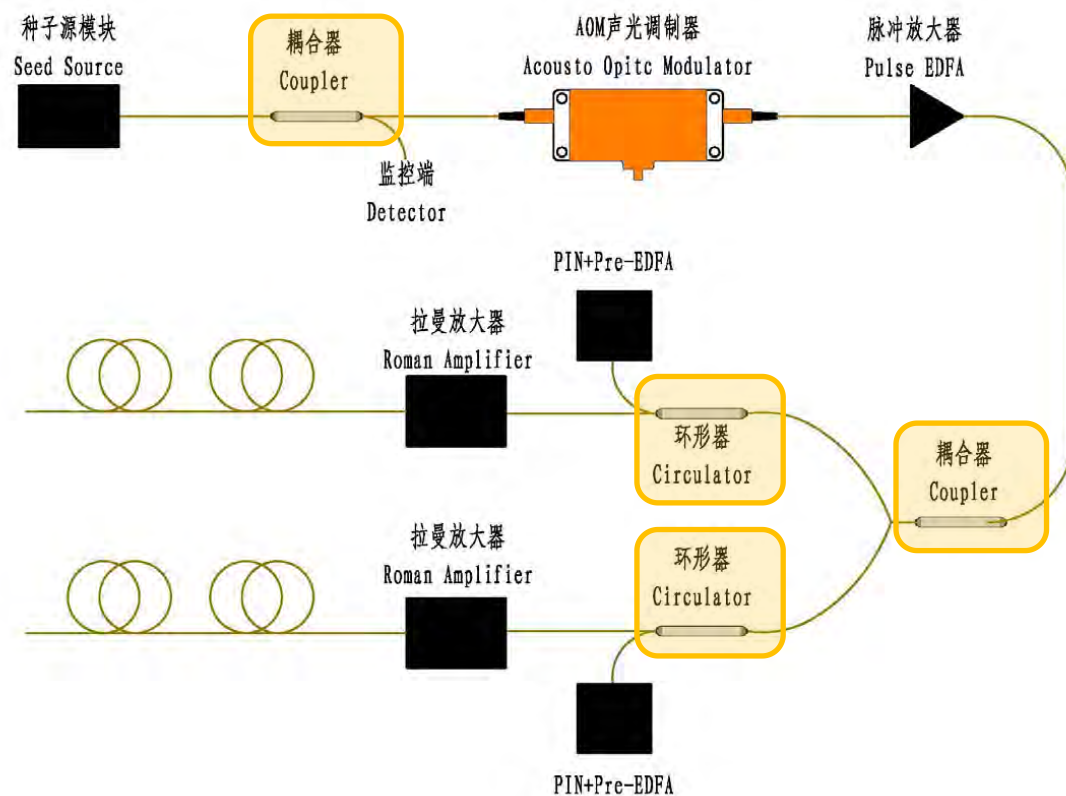 种子源模块
Seed Source
耦合器
Coupler
AOM声光调制器
Acousto Opitc Modulator
脉冲放大器
Pulse EDFA
监控端
Detector
PIN+Pre-EDFA
拉曼放大器
Roman Amplifier
环形器
Circulator
耦合器
Coupler
拉曼放大器
Roman Amplifier
环形器
Circulator
PIN+Pre-EDFA